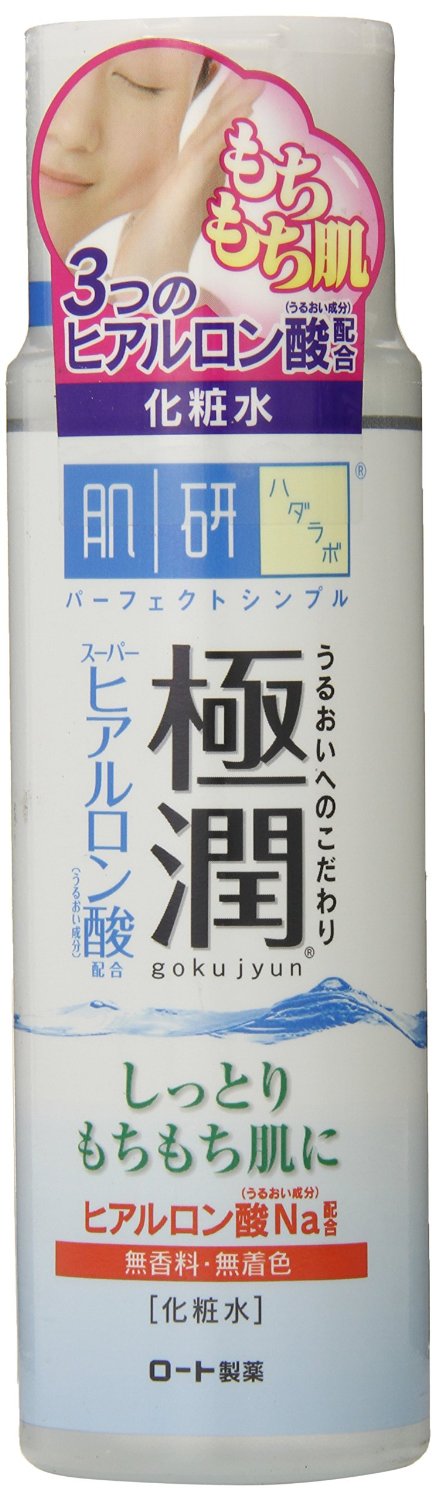 もち
もち肌
3つの
(うるおい成分)
ヒアルロン酸配合
化粧水
肌研
ハダラボ
®
パーフェクトシンプル
うるおいへのこだわり
極潤®
gokujyun
スーパー
ヒアルロン酸
(うるおい成分)
配合
しっとり
もちもち肌に
(うるおい成分)
ヒアルロン酸Na配合
無香料・無着色
[化粧水]
ロート製薬